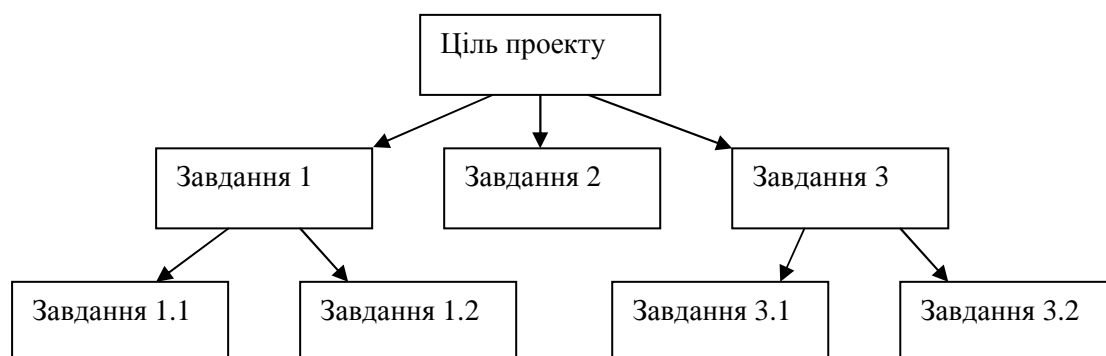 Ціль проекту
Завдання 1
Завдання 2
Завдання 3
Завдання 1.1
Завдання 1.2
Завдання 3.1
Завдання 3.2